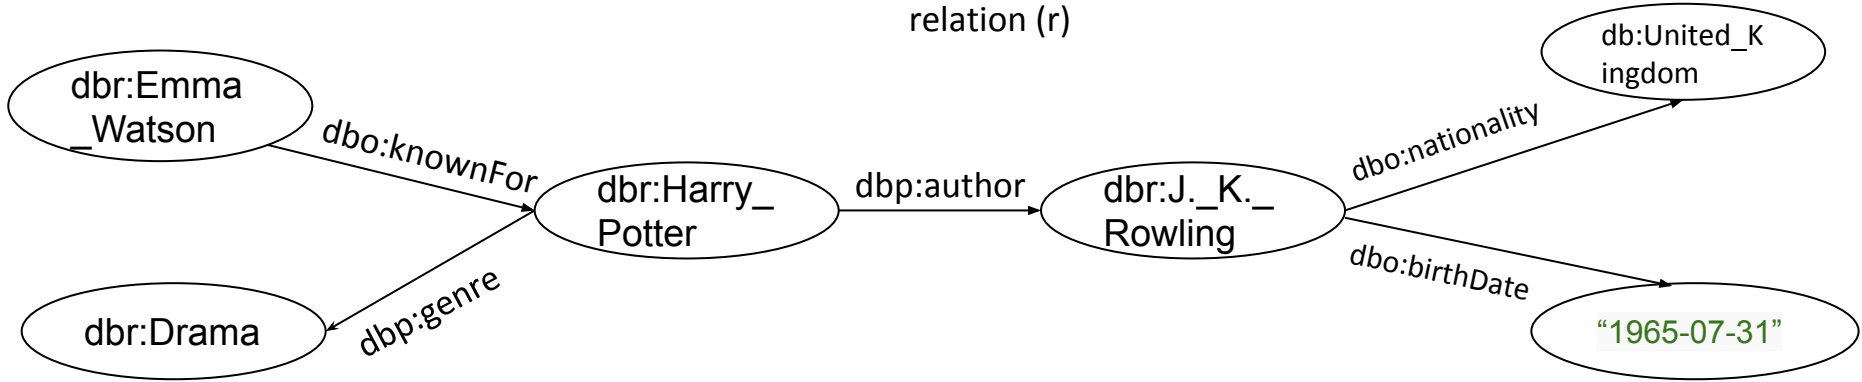 relation (r)
dbr:Emma
_Watson
dbo:knownFor
dbr:Harry_
Potter
dbp:genre
dbr:Drama
dbp:author
dbr:J._K._
Rowling
dbo:nationality
db:United_K
ingdom
dbo:birthDate
“1965-07-31”